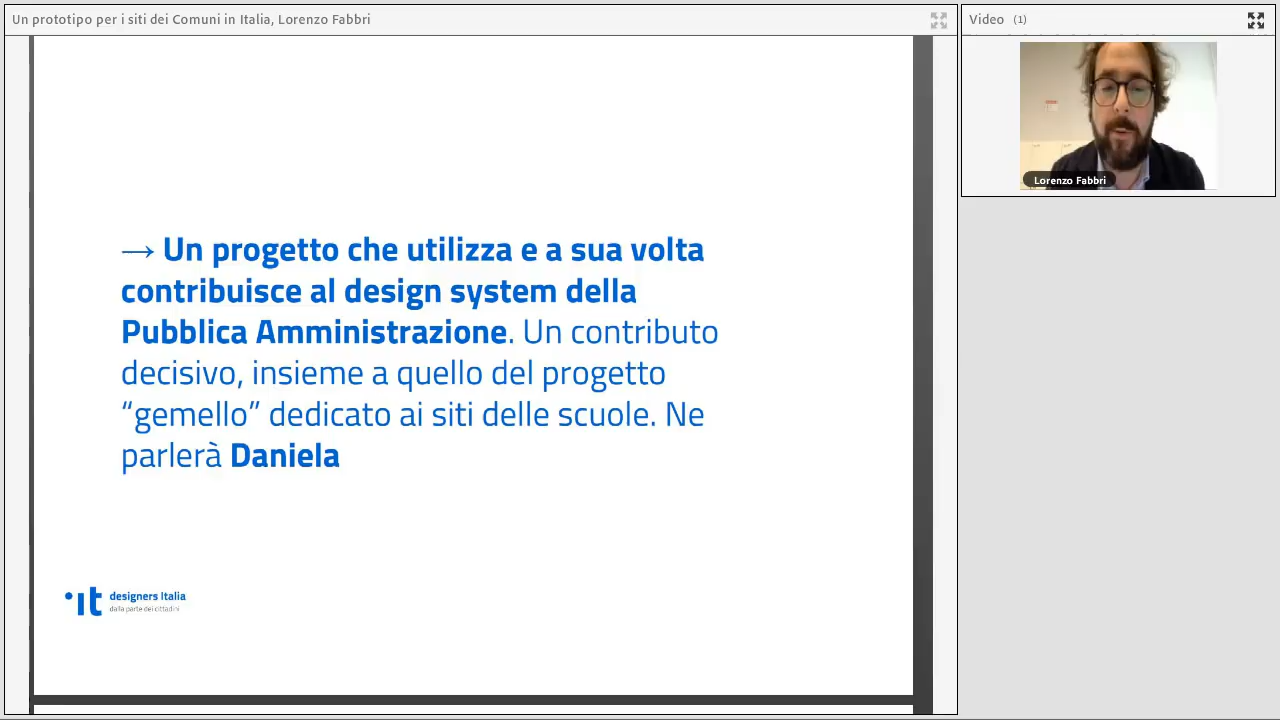 Un prototipo per i siti dei Comuni in Italia, Lorenzo Fabbri
Video (1)
Lorenzo Fabbri
→ Un progetto che utilizza e a sua volta
contribuisce al design system della
Pubblica Amministrazione. Un contributo
decisivo, insieme a quello del progetto
“gemello” dedicato ai siti delle scuole. Ne
parlerà Daniela
.it designers Italia
dalla parte dei cittadini